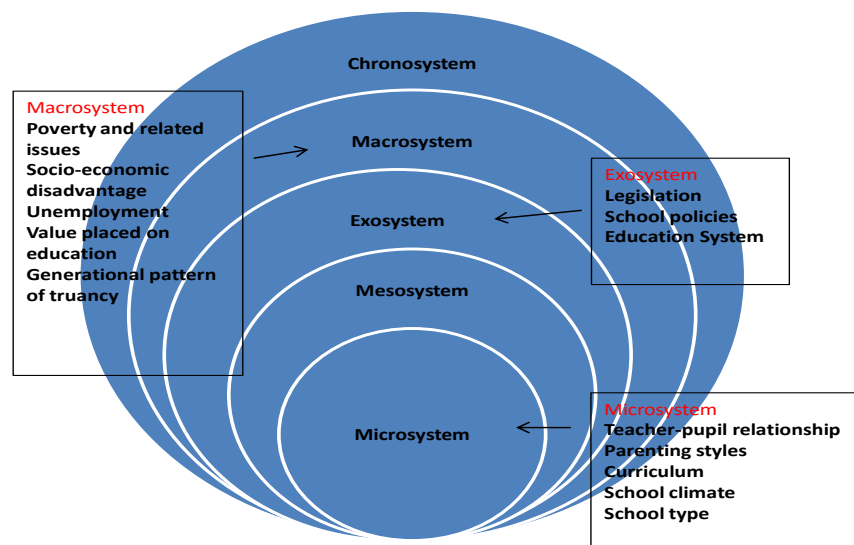 Chronosystem
Macrosystem
Exosystem
Mesosystem
Microsystem
Macrosystem
Poverty and related
issues
Socio-economic
disadvantage
Unemployment
Value placed on
education
Generational pattern
of truancy
Exosystem
Legislation
School policies
Education System
Microsystem
Teacher-pupil relationship
Parenting styles
Curriculum
School climate
School type